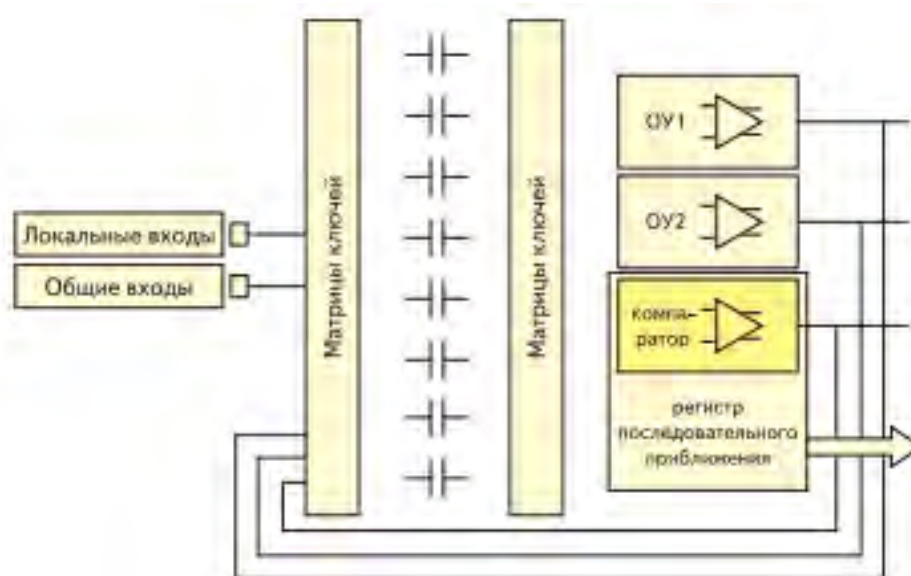 Локальные входы
Общие входы
Матрицы ключей
Матрицы ключей
ОУ1
ОУ2
компа-
ратор
регистр
последовательного
приближения